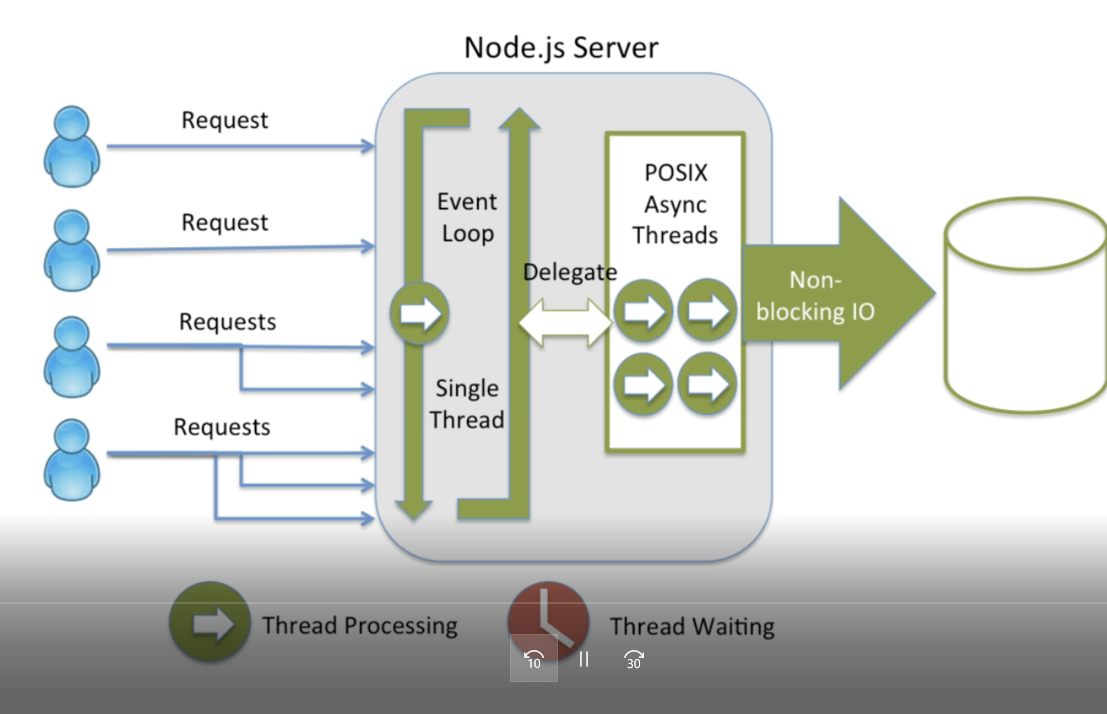 Node.js Server
Request
Request
Requests
Requests
Event
Loop
Single
Thread
Delegate
POSIX
Async
Threads
Non-
blocking IO
Thread Processing
Thread Waiting
10
30